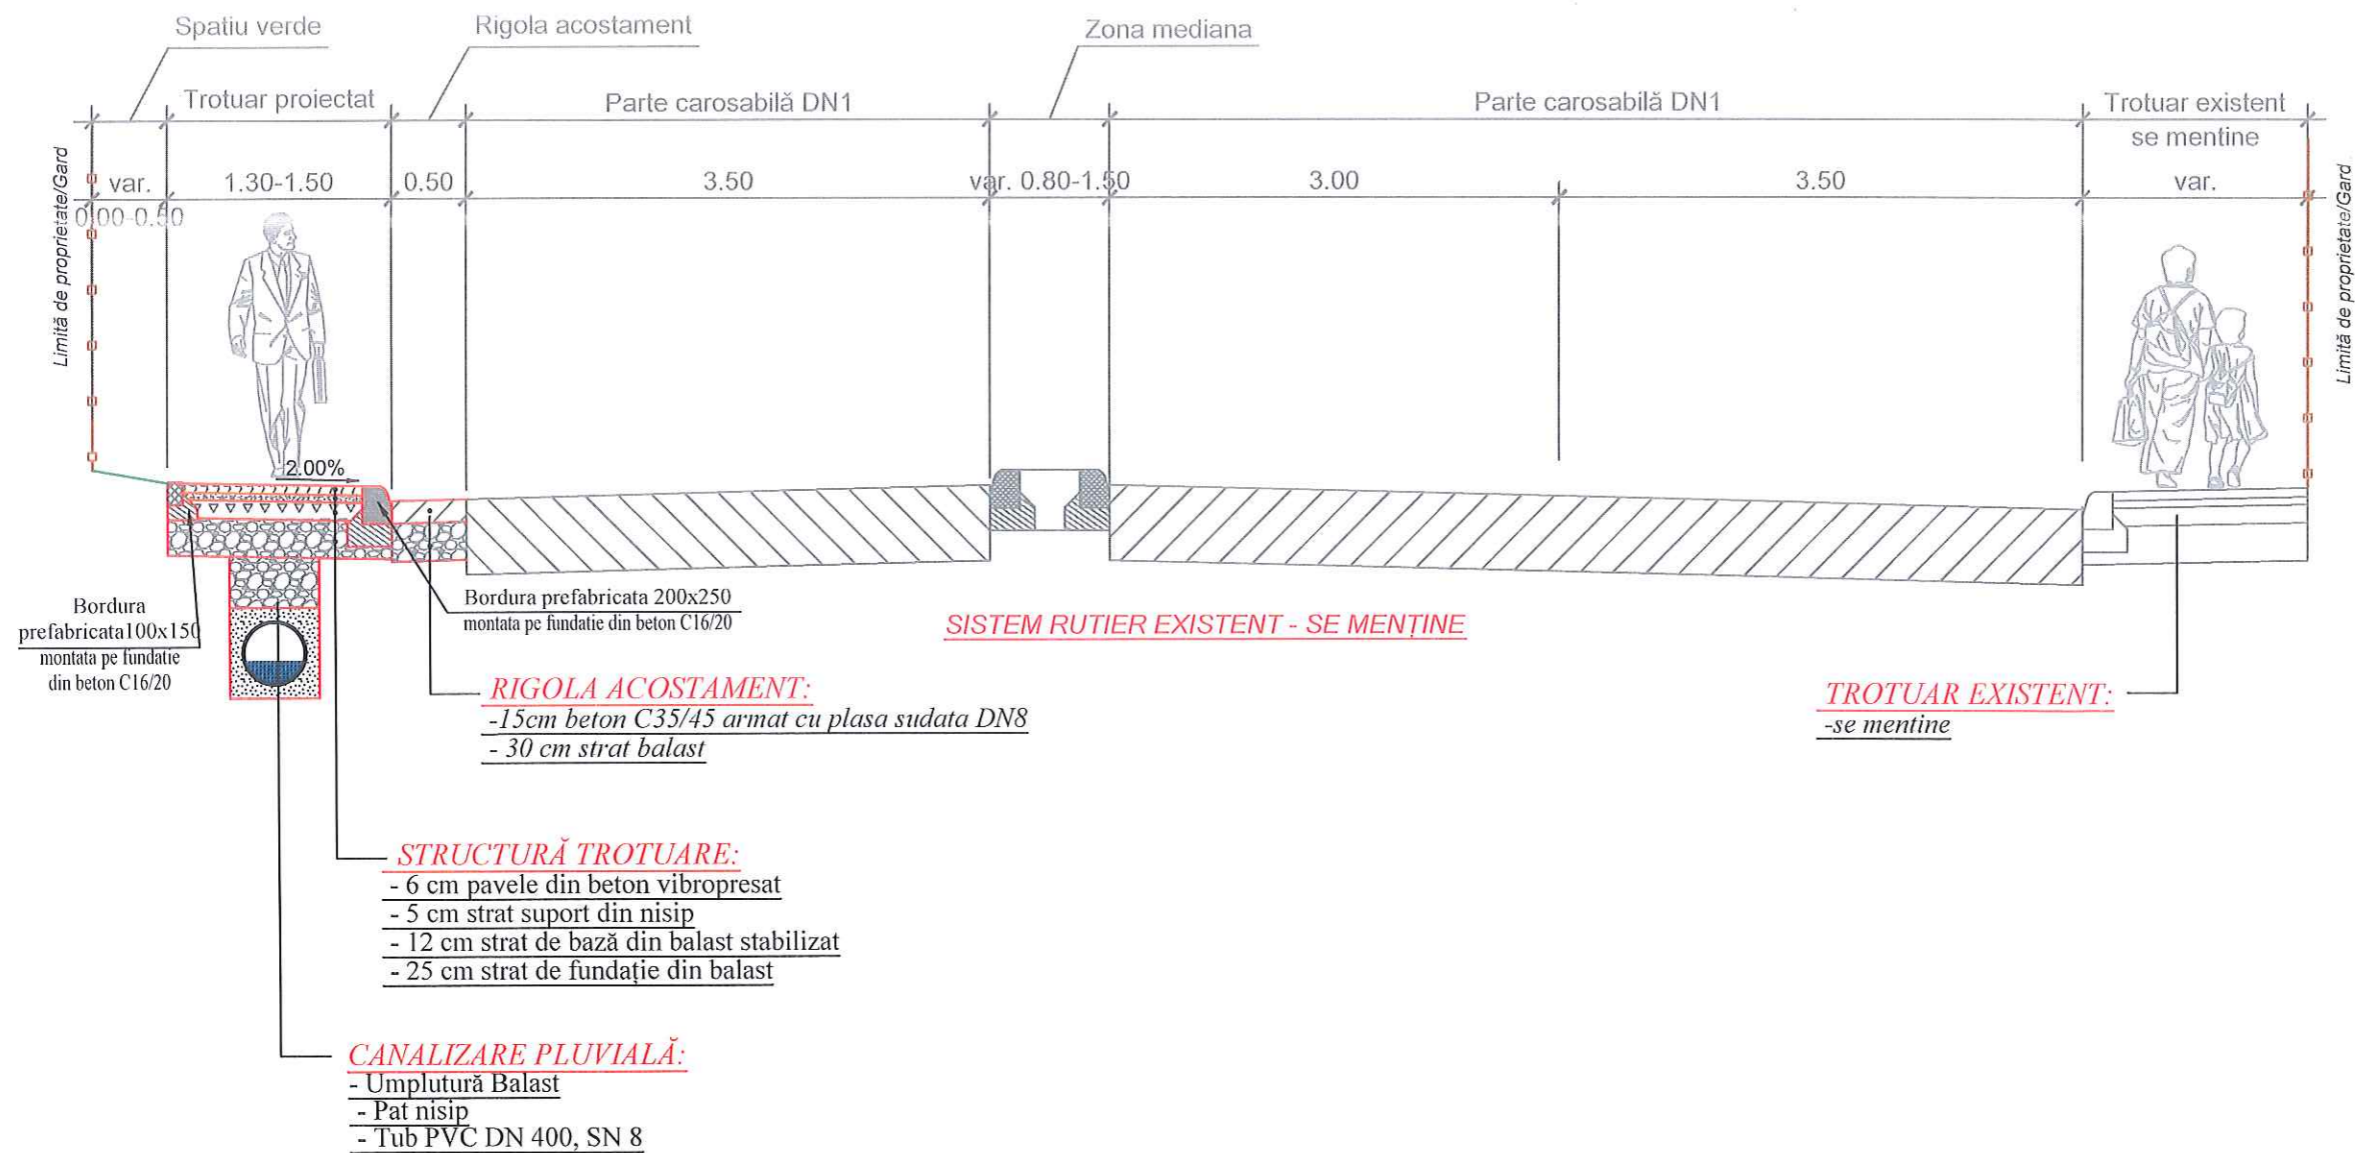 Spatiu verde
Rigola acostament
Zona mediana
Trotuar proiectat
Parte carosabilă DN1
Parte carosabilă DN1
Trotuar existent
se mentine
var.
1.30-1.50
0.50
3.50
var. 0.80-1.50
3.00
3.50
var.
0.00-0.50
Limită de proprietate/Gard
Limită de proprietate/Gard
2.00%
Bordura
prefabricata100x150
montata pe fundatie
din beton C16/20
Bordura prefabricata 200x250
montata pe fundatie din beton C16/20
SISTEM RUTIER EXISTENT - SE MENȚINE
RIGOLA ACOSTAMENT:
-15cm beton C35/45 armat cu plasa sudata DN8
- 30 cm strat balast
TROTUAR EXISTENT:
-se mentine
STRUCTURĂ TROTUARE:
- 6 cm pavele din beton vibropresat
- 5 cm strat suport din nisip
- 12 cm strat de bază din balast stabilizat
- 25 cm strat de fundație din balast
CANALIZARE PLUVIALĂ:
- Umplutură Balast
- Pat nisip
- Tub PVC DN 400, SN 8